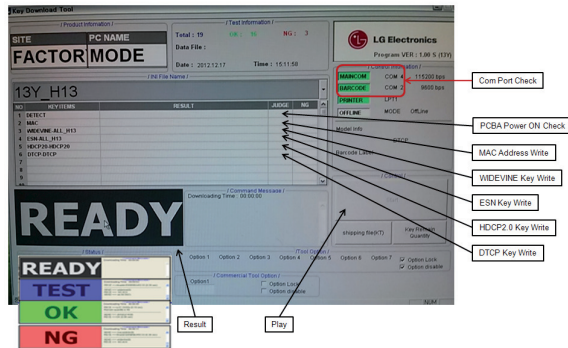 Key Download Tool
/ Product Information /
/ Test Information /
SITE
PC NAME
FACTOR
MODE
Total : 19
OK : 16
NG : 3
Data File :
Date : 2012.12.17
Time : 15:11:58
LG Electronics
Program VER : 1.00 S (13Y)
/ INI File Name /
13Y_H13
NO
KEY ITEMS
RESULT
JUDGE
NG
1 DETECT
2 MAC
3 WIDEVINE-ALL_H13
4 ESN-ALL_H13
5 HDCP20-HDCP20
6 DTCP-DTCP
7
8
9
MAINCOM
COM 4
115200 bps
BARCODE
COM 2
9600 bps
PRINTER
LPT1
OFFLINE
MODE
OffLine
Model Info
DTCP
Barcode Label
Com Port Check
PCBA Power ON Check
MAC Address Write
WIDEVINE Key Write
ESN Key Write
HDCP2.0 Key Write
DTCP Key Write
READY
/ Command Message /
Downloading Time : 00:00:00
/ Control /
shipping file(KT)
Key Remain
Quantity
/ Status /
/Tool Option /
Option 1
Option 2
Option 3
Option 4
Option 5
Option 6
Option 7
Option Lock
Option disable
/Commercial Tool Option /
Option1
Option Lock
Option disable
READY
TEST
OK
NG
Result
Play
NUM